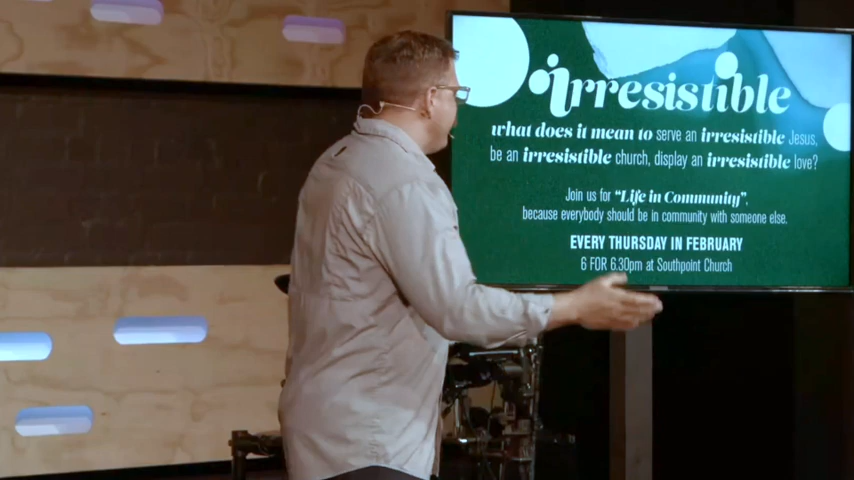 irresistible
what does it mean to serve an irresistible Jesus,
be an irresistible church, display an irresistible love?
Join us for "Life in Community",
because everybody should be in community with someone else.
EVERY THURSDAY IN FEBRUARY
6 FOR 6.30pm at Southpoint Church